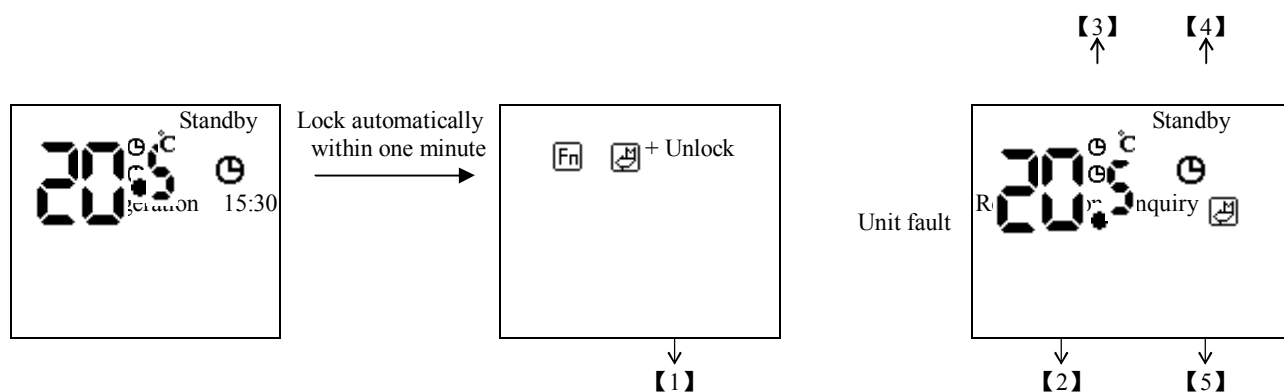 【3】 【4】
Standby
20.5 °C
15:30
Lock automatically
within one minute
Fn M + Unlock
Unit fault
Standby
20.5 °C
nquiry M
【1】 【2】 【5】